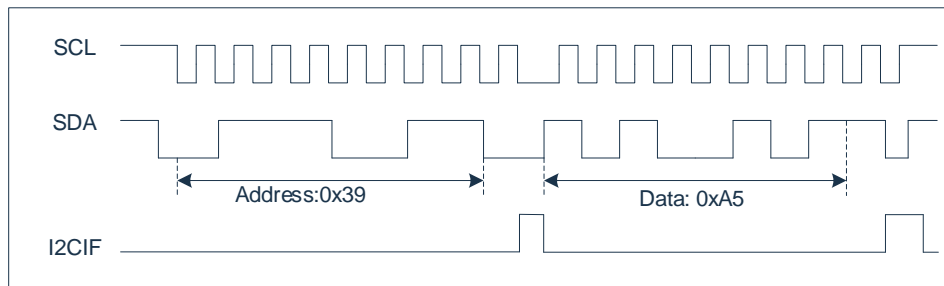 SCL
SDA
Address:0x39
Data: 0xA5
I2CIF